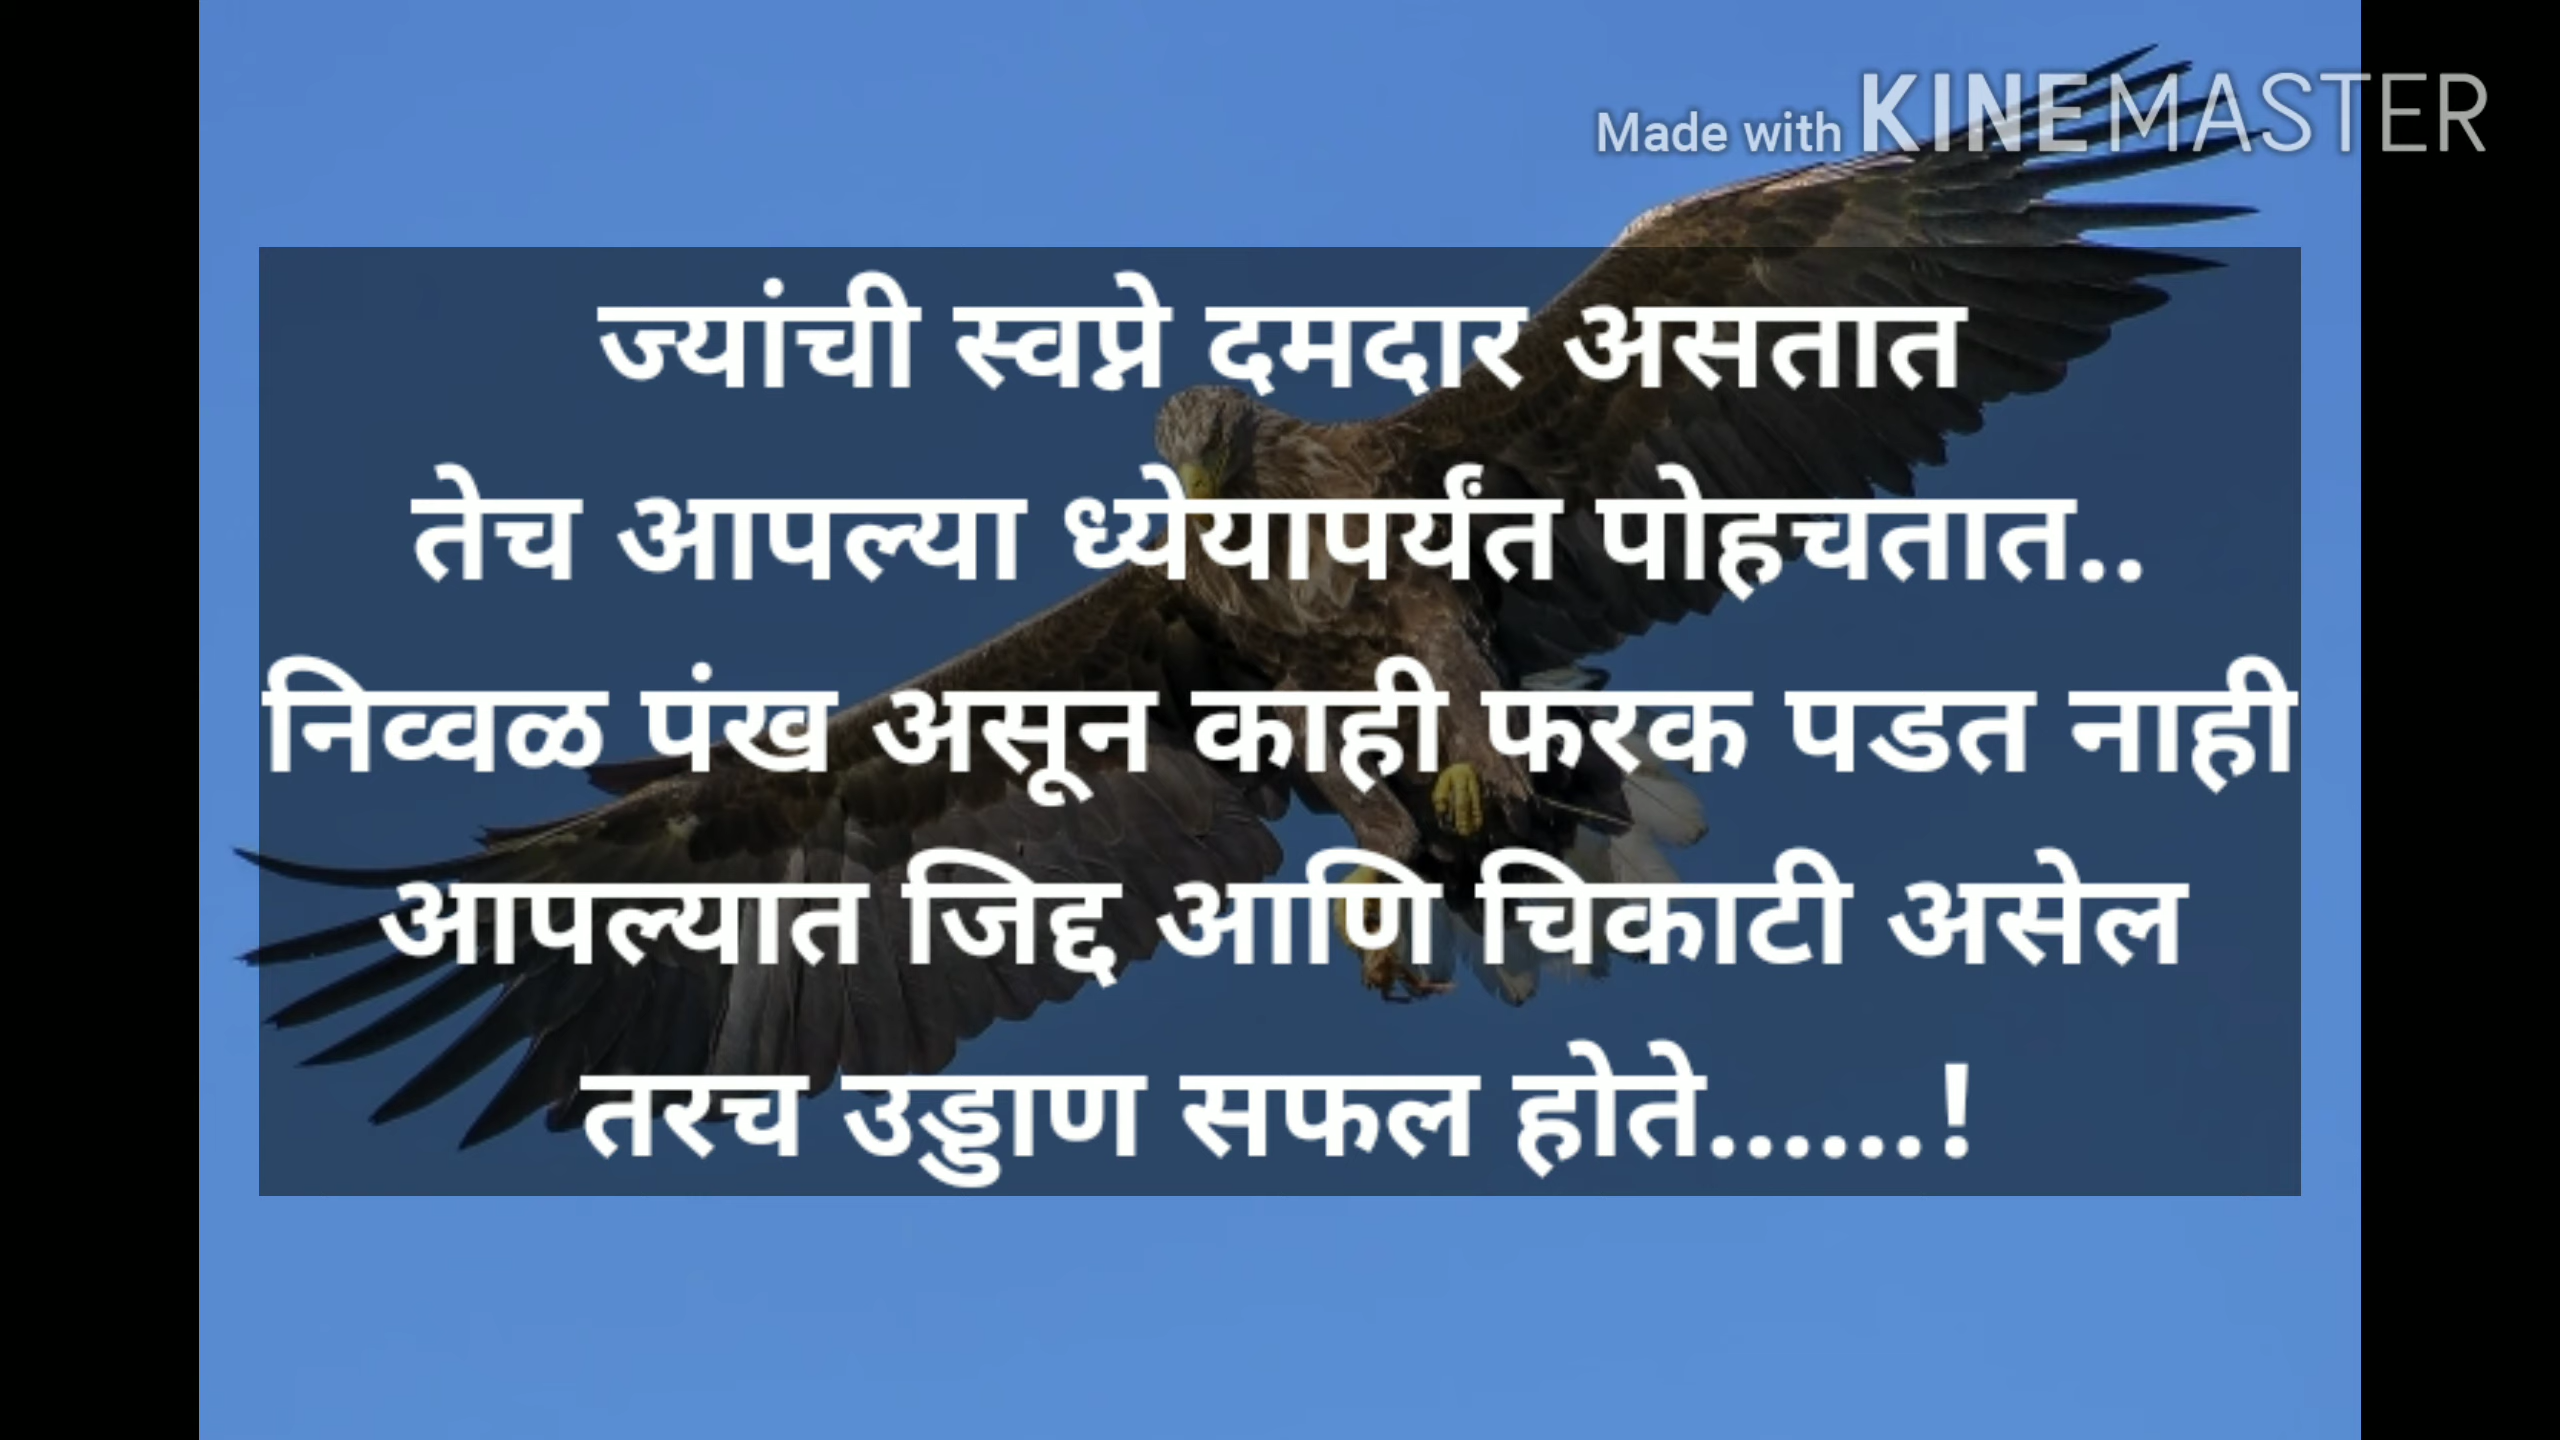 Made with KINEMASTER
ज्यांची स्वप्ने दमदार असतात
तेच आपल्या ध्येयापर्यंत पोहचतात..
निव्वळ पंख असून काही फरक पडत नाही
आपल्यात जिद्द आणि चिकाटी असेल
तरच उड्डाण सफल होते......!